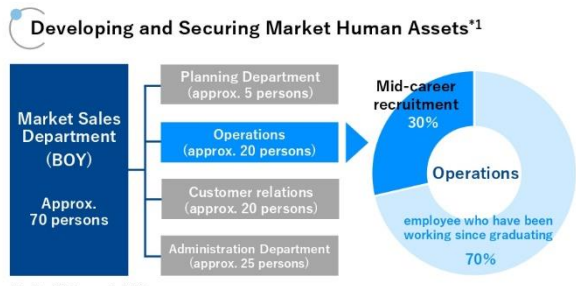 Developing and Securing Market Human Assets*1
Market Sales
Department
(BOY)
Approx.
70 persons
Planning Department
(approx. 5 persons)
Operations
(approx. 20 persons)
Customer relations
(approx. 20 persons)
Administration Department
(approx. 25 persons)
Mid-career
recruitment
30%
Operations
employee who have been
working since graduating
70%